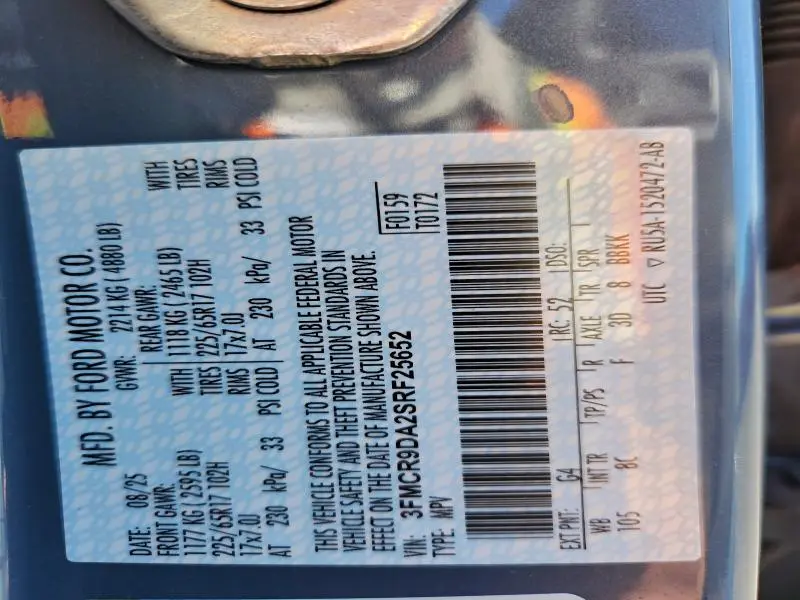 MFD. BY FORD MOTOR CO.
DATE: 08/25 GVWR: 2214 KG ( 4880 LB)
FRONT GAWR: REAR GAWR: WITH
1177 KG ( 2595 LB) WITH 1118 KG ( 2465 LB) TIRES
225/65R17 102H TIRES 225/65R17 102H RIMS
17x7.0J RIMS 17x7.0J
AT 230 kPa/ 33 PSI COLD AT 230 kPa/ 33 PSI COLD
THIS VEHICLE CONFORMS TO ALL APPLICABLE FEDERAL MOTOR
VEHICLE SAFETY AND THEFT PREVENTION STANDARDS IN
EFFECT ON THE DATE OF MANUFACTURE SHOWN ABOVE.
VIN: 3FMCR9DA2SRF25652 F0159
TYPE: MPV T0172
EXT PNT: G4 RC: 52 DSO:
WB INT TR TP/PS R AXLE TR SPR
105 8C F 3D 8 BBKK
UTC ▽ RU5A-1520472-AB